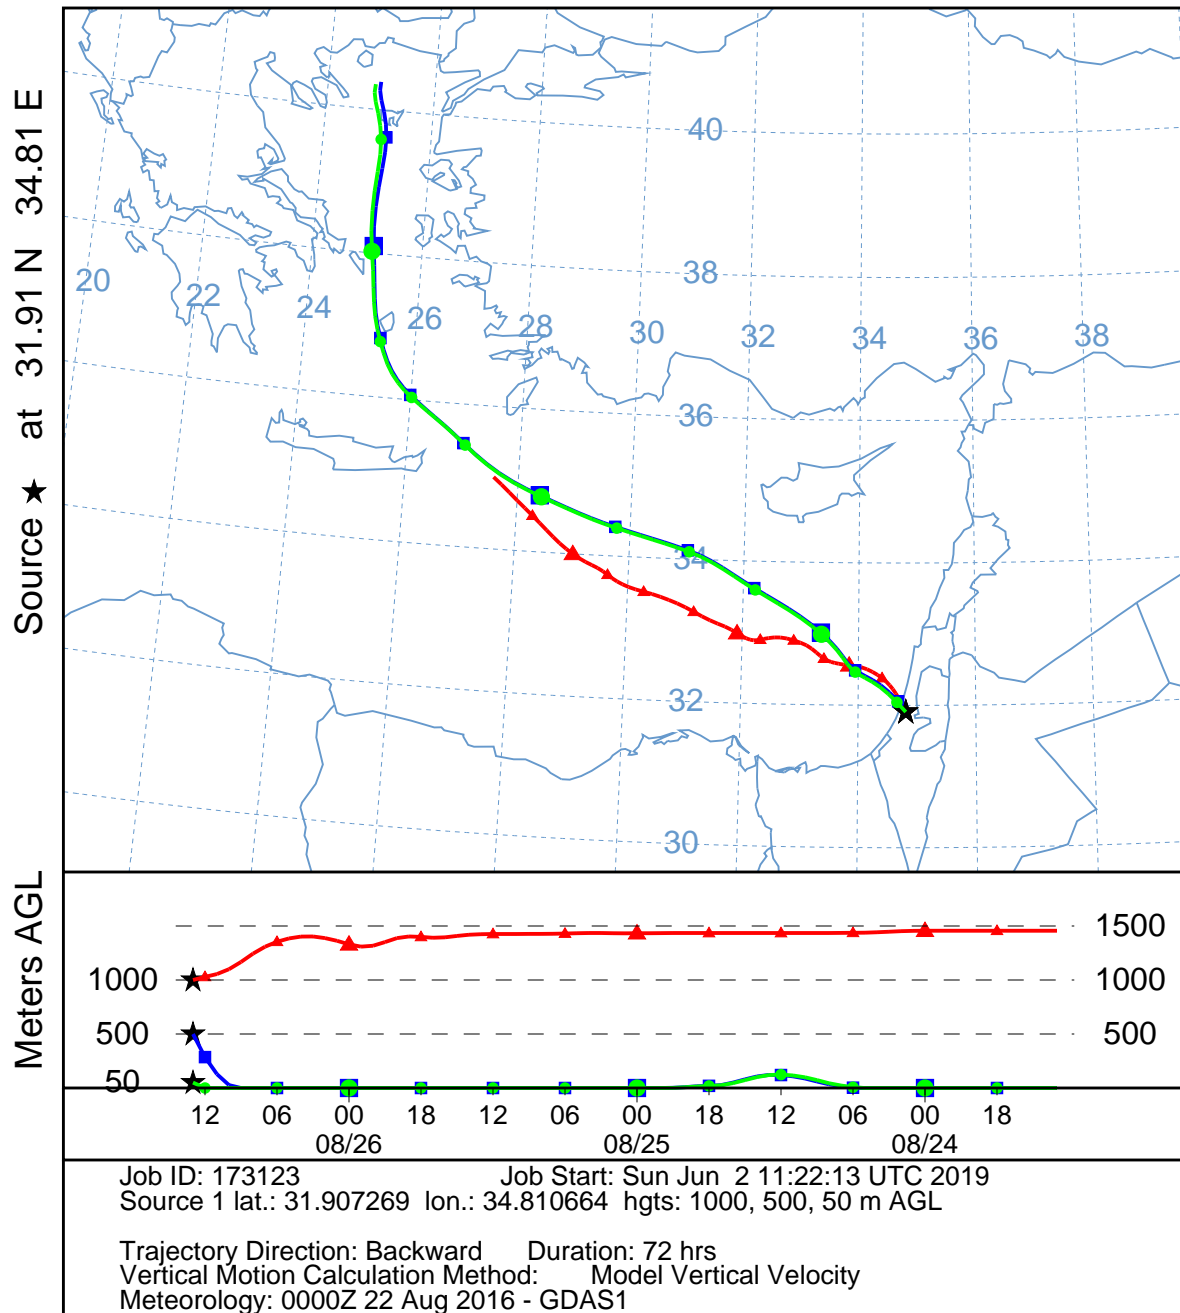 Source ★ at 31.91 N 34.81 E
40
38
20
22
24
26
28
30
32
34
36
38
36
34
32
30
Meters AGL
1500
1000
1000
500
500
50
12 06 00 18 12 06 00 18 12 06 00 18
08/26 08/25 08/24
Job ID: 173123 Job Start: Sun Jun 2 11:22:13 UTC 2019
Source 1 lat.: 31.907269 lon.: 34.810664 hgts: 1000, 500, 50 m AGL
Trajectory Direction: Backward Duration: 72 hrs
Vertical Motion Calculation Method: Model Vertical Velocity
Meteorology: 0000Z 22 Aug 2016 - GDAS1